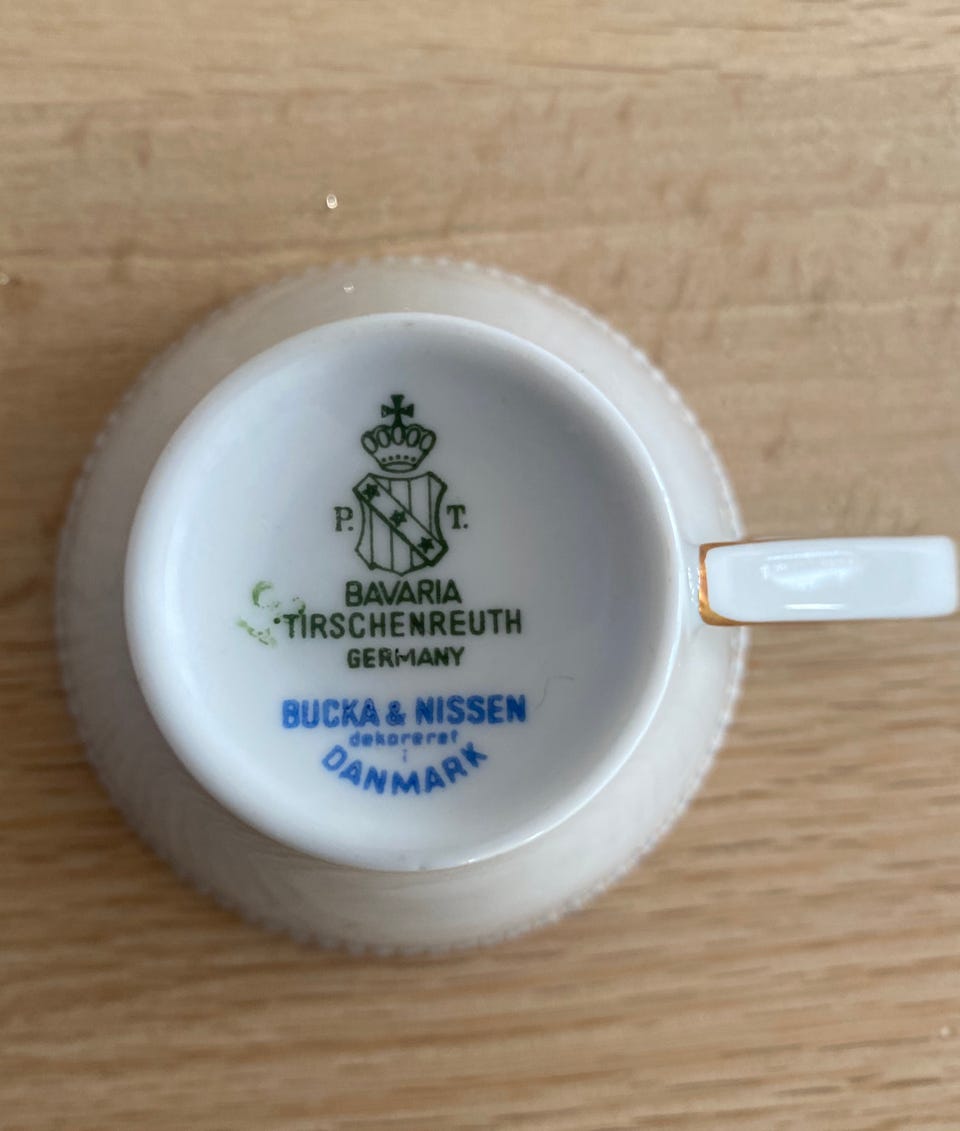 P. T.
BAVARIA
TIRSCHENREUTH
GERMANY
BUCKA & NISSEN
dekoreret
i
DANMARK